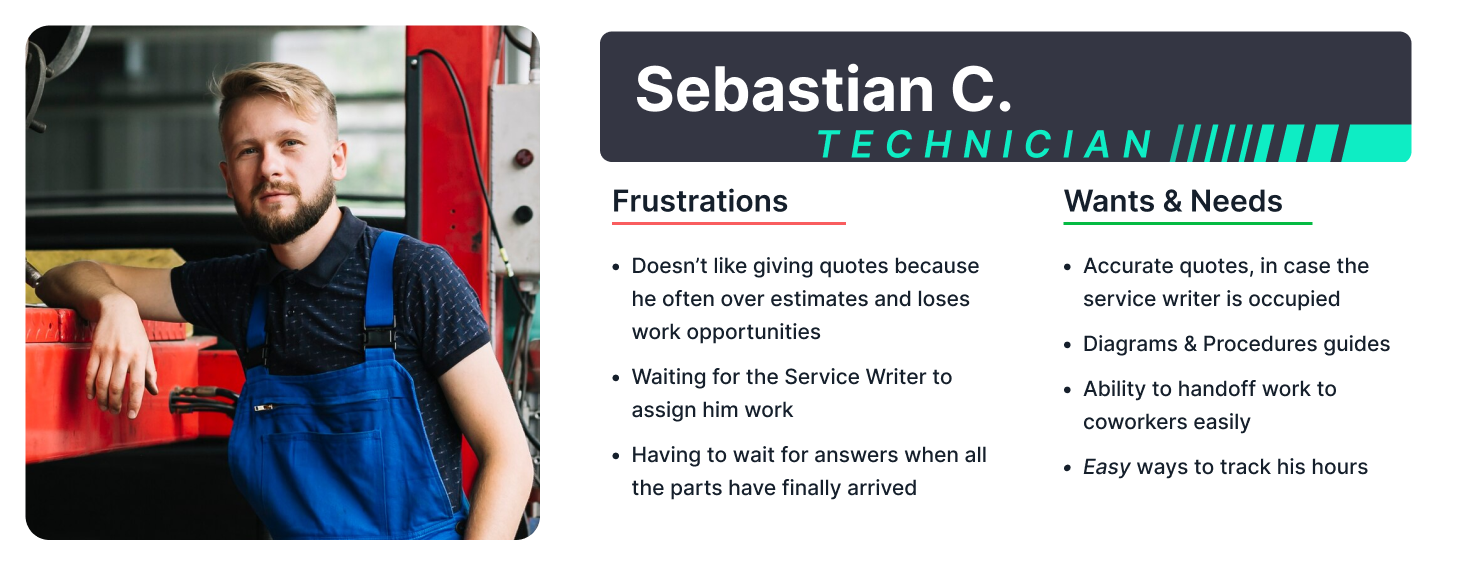 Sebastian C.
TECHNICIAN
Frustrations
• Doesn’t like giving quotes because
he often over estimates and loses
work opportunities
• Waiting for the Service Writer to
assign him work
• Having to wait for answers when all
the parts have finally arrived
Wants & Needs
• Accurate quotes, in case the
service writer is occupied
• Diagrams & Procedures guides
• Ability to handoff work to
coworkers easily
• Easy ways to track his hours